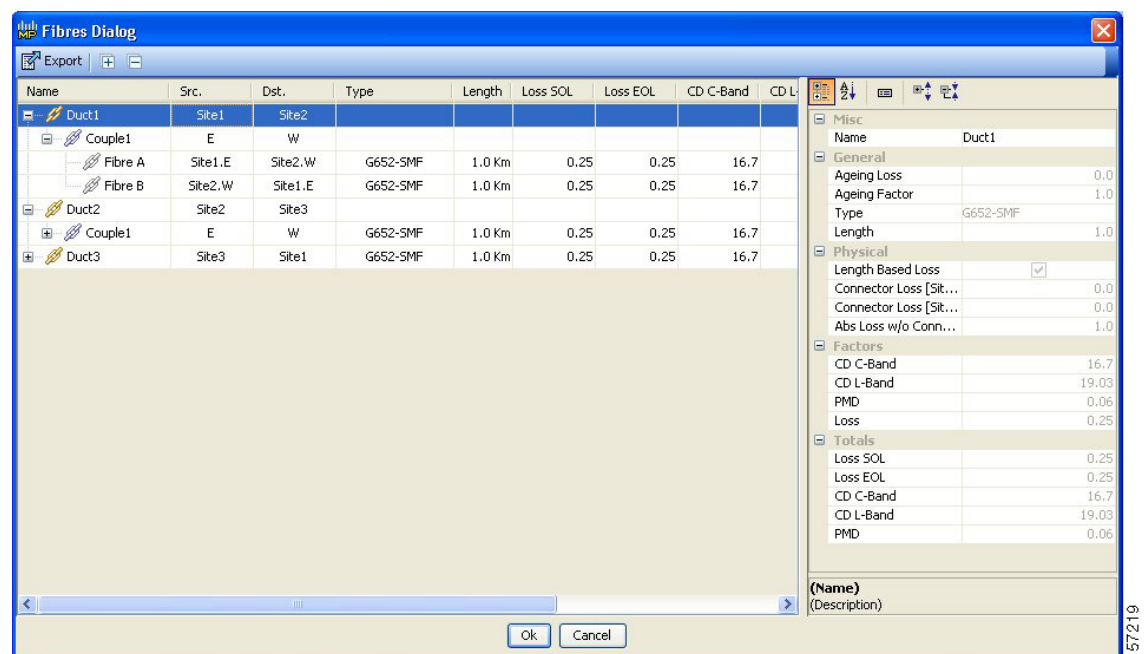 MP Fibres Dialog
Export
Name Src. Dst. Type Length Loss SOL Loss EOL CD C-Band CD L-
Duct1 Site1 Site2
Couple1 E W
Fibre A Site1.E Site2.W G652-SMF 1.0 Km 0.25 0.25 16.7
Fibre B Site2.W Site1.E G652-SMF 1.0 Km 0.25 0.25 16.7
Duct2 Site2 Site3
Couple1 E W G652-SMF 1.0 Km 0.25 0.25 16.7
Duct3 Site3 Site1 G652-SMF 1.0 Km 0.25 0.25 16.7
Misc
Name Duct1
General
Ageing Loss 0.0
Ageing Factor 1.0
Type G652-SMF
Length 1.0
Physical
Length Based Loss
Connector Loss [Sit... 0.0
Connector Loss [Sit... 0.0
Abs Loss w/o Conn... 1.0
Factors
CD C-Band 16.7
CD L-Band 19.03
PMD 0.06
Loss 0.25
Totals
Loss SOL 0.25
Loss EOL 0.25
CD C-Band 16.7
CD L-Band 19.03
PMD 0.06
(Name)
(Description)
Ok Cancel
57219